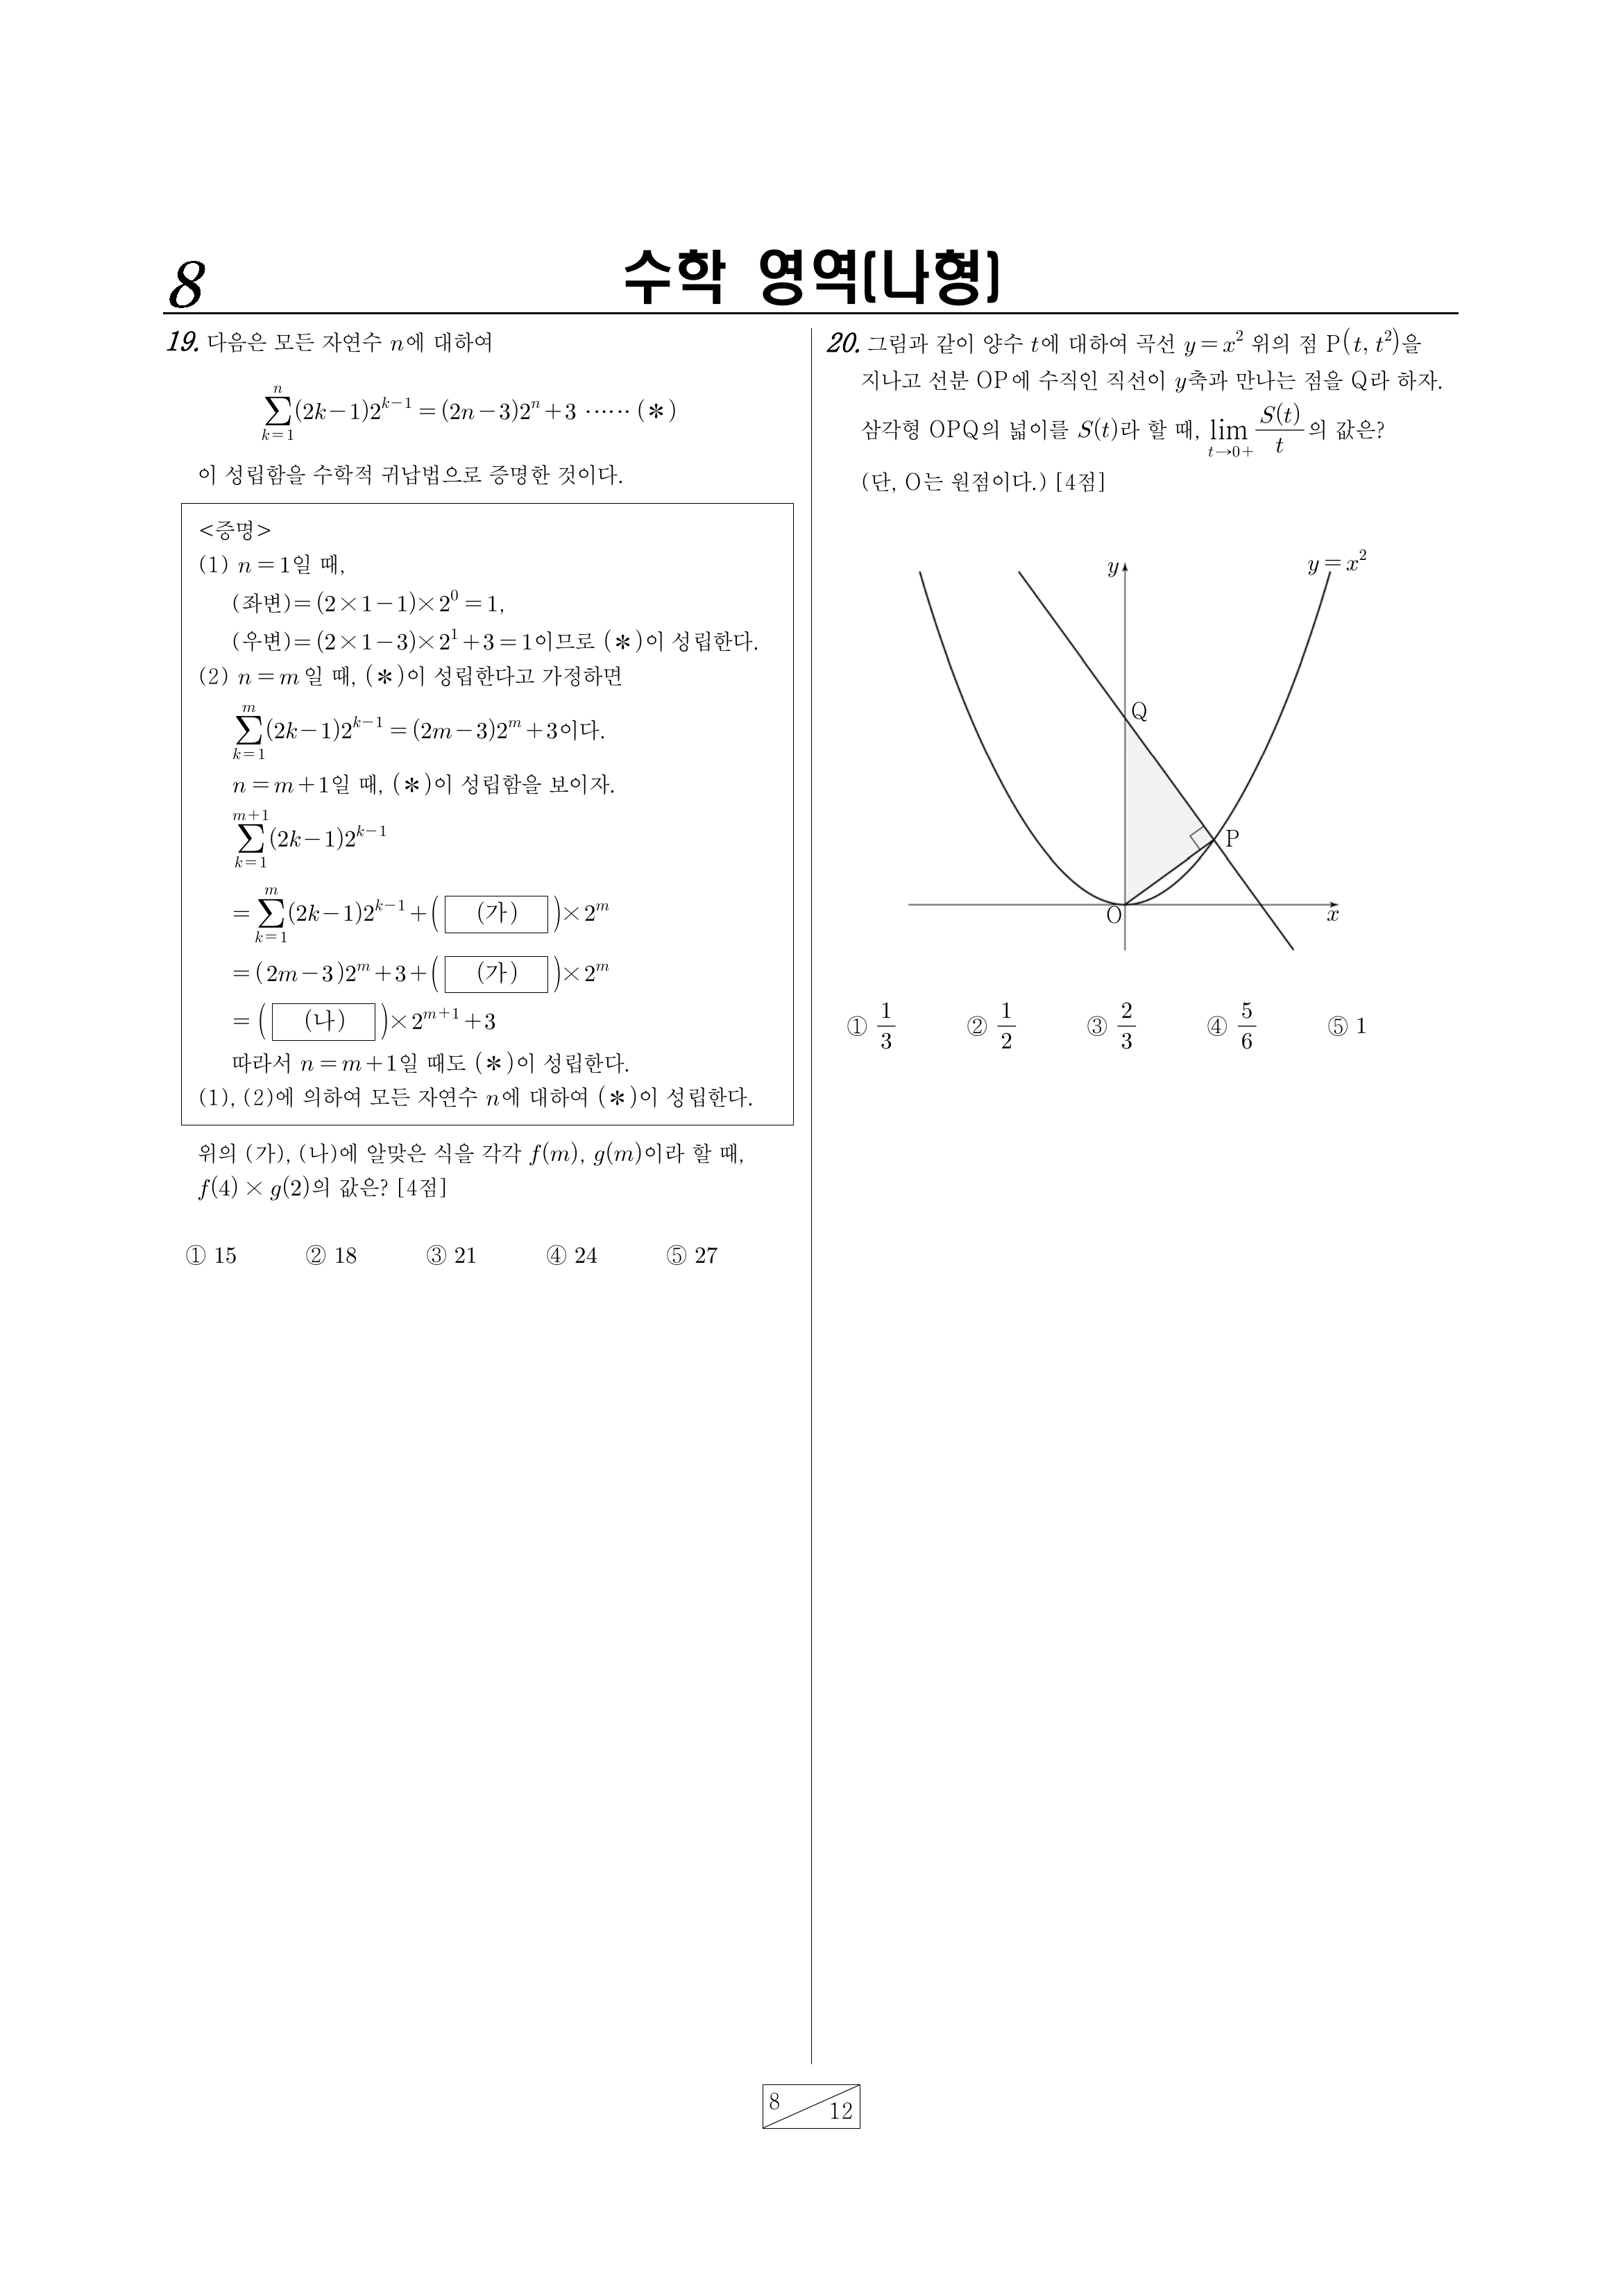 8
수학 영역(나형)
19. 다음은 모든 자연수 n에 대하여
\sum_{k=1}^{n}(2k-1)2^{k-1} = (2n-3)2^n+3 ⋯⋯ (∗)
이 성립함을 수학적 귀납법으로 증명한 것이다.
<증명>
(1) n=1일 때,
(좌변)=(2×1-1)×2^0=1,
(우변)=(2×1-3)×2^1+3=1이므로 (∗)이 성립한다.
(2) n=m일 때, (∗)이 성립한다고 가정하면
\sum_{k=1}^{m}(2k-1)2^{k-1} = (2m-3)2^m+3이다.
n=m+1일 때, (∗)이 성립함을 보이자.
\sum_{k=1}^{m+1}(2k-1)2^{k-1}
= \sum_{k=1}^{m}(2k-1)2^{k-1}+( (가) )×2^m
= (2m-3)2^m+3+( (가) )×2^m
= ( (나) )×2^{m+1}+3
따라서 n=m+1일 때도 (∗)이 성립한다.
(1), (2)에 의하여 모든 자연수 n에 대하여 (∗)이 성립한다.
위의 (가), (나)에 알맞은 식을 각각 f(m), g(m)이라 할 때,
f(4)×g(2)의 값은? [4점]
① 15 ② 18 ③ 21 ④ 24 ⑤ 27
20. 그림과 같이 양수 t에 대하여 곡선 y=x^2 위의 점 P(t, t^2)을
지나고 선분 OP에 수직인 직선이 y축과 만나는 점을 Q라 하자.
삼각형 OPQ의 넓이를 S(t)라 할 때, \lim_{t→0+} \frac{S(t)}{t}의 값은?
(단, O는 원점이다.) [4점]
y
y=x^2
Q
P
O
x
① \frac{1}{3} ② \frac{1}{2} ③ \frac{2}{3} ④ \frac{5}{6} ⑤ 1
8
12